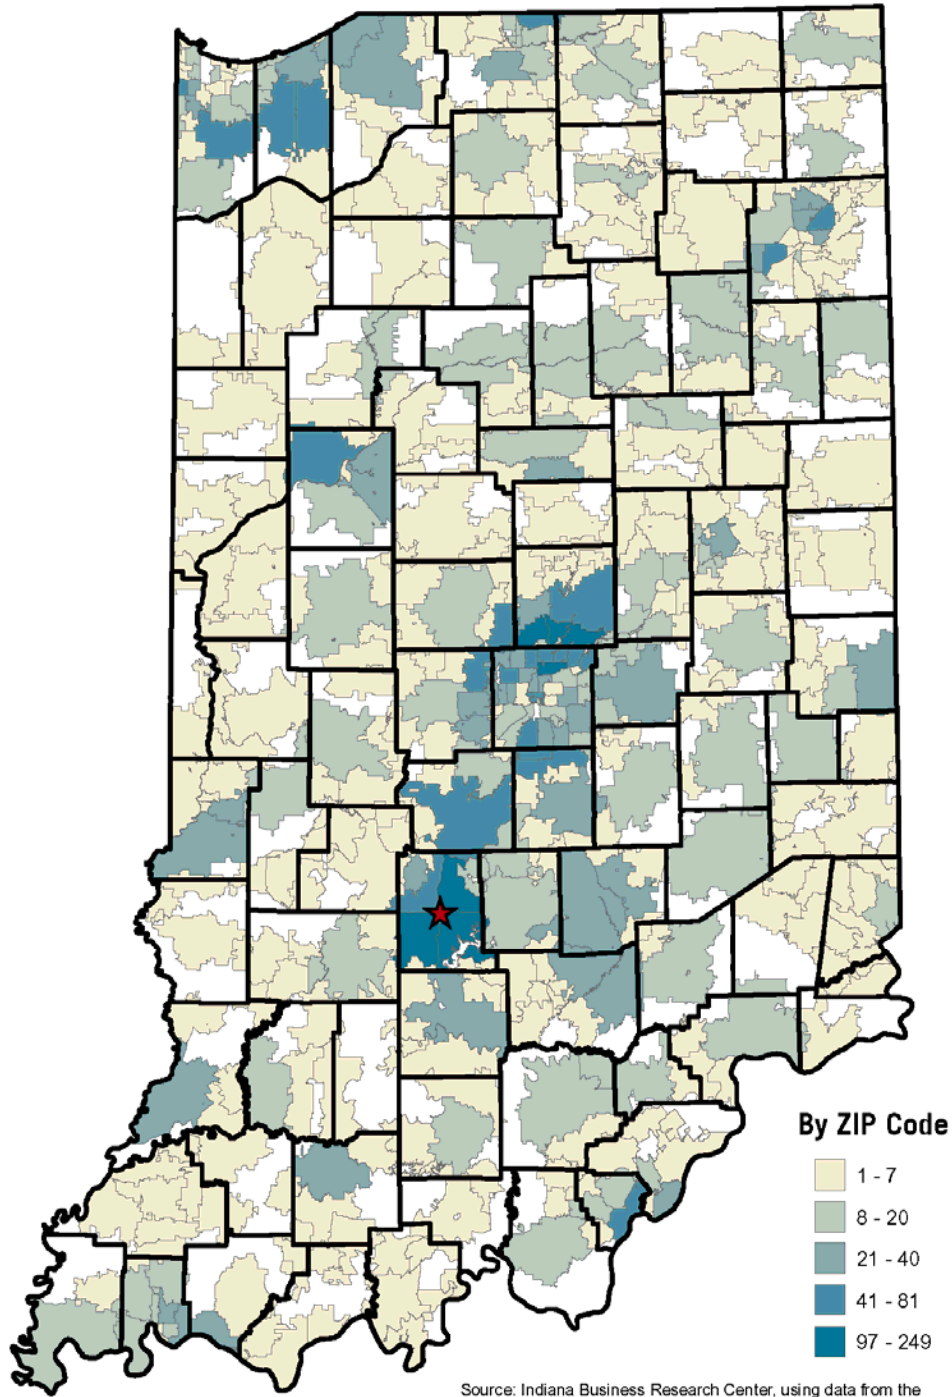 By ZIP Code
1 - 7
8 - 20
21 - 40
41 - 81
97 - 249
Source: Indiana Business Research Center, using data from the